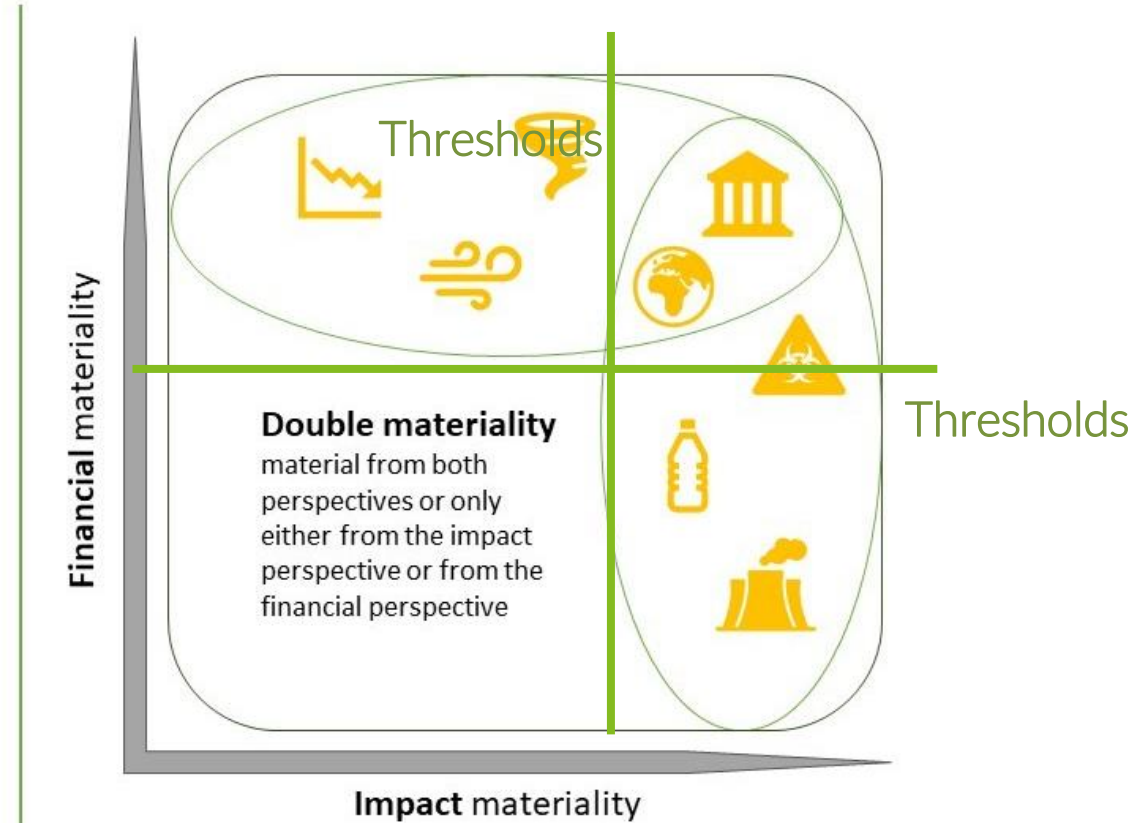 Thresholds
Financial materiality
Thresholds
Double materiality
material from both
perspectives or only
either from the impact
perspective or from the
financial perspective
Impact materiality